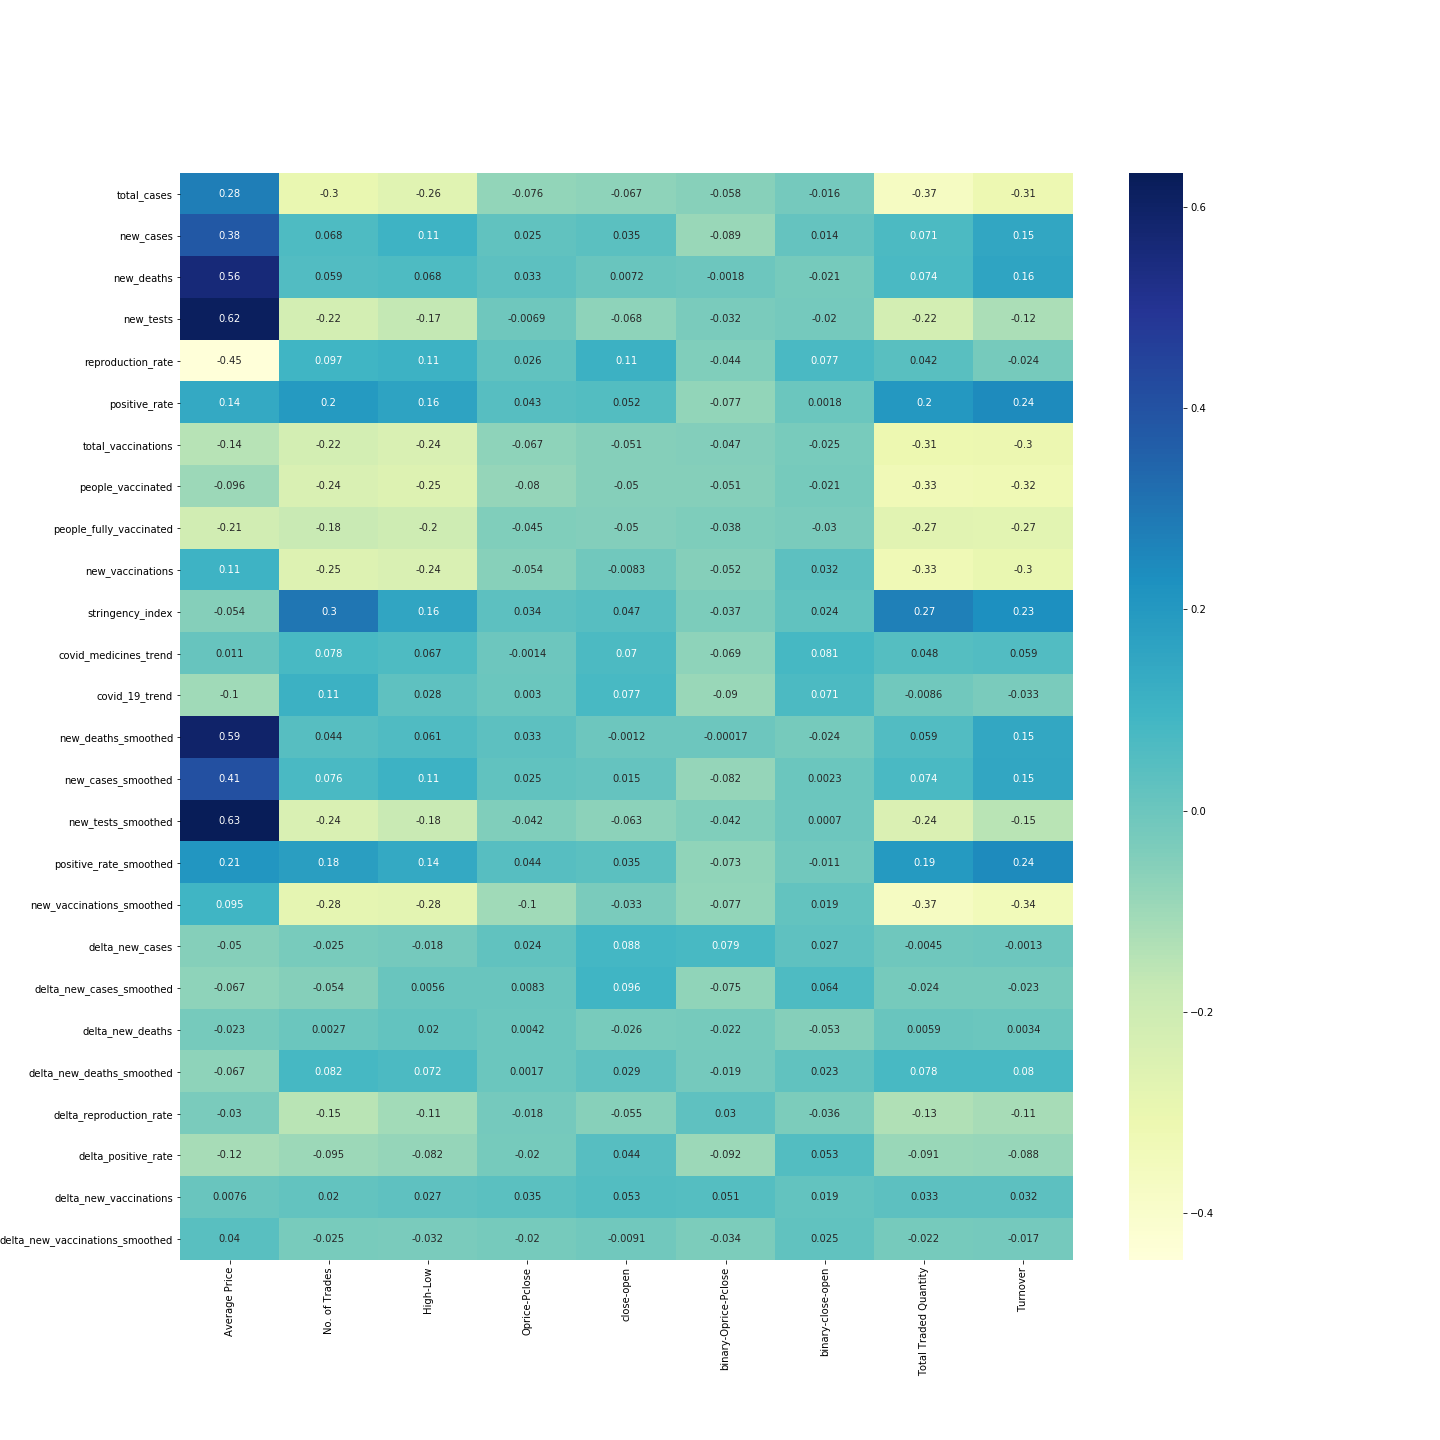 total_cases 0.28 -0.3 -0.26 -0.076 -0.067 -0.058 -0.016 -0.37 -0.31
0.6
new_cases 0.38 0.068 0.11 0.025 0.035 -0.089 0.014 0.071 0.15
new_deaths 0.56 0.059 0.068 0.033 0.0072 -0.0018 -0.021 0.074 0.16
new_tests 0.62 -0.22 -0.17 -0.0069 -0.068 -0.032 -0.02 -0.22 -0.12
reproduction_rate -0.45 0.097 0.11 0.026 0.11 -0.044 0.077 0.042 -0.024
positive_rate 0.14 0.2 0.16 0.043 0.052 -0.077 0.0018 0.2 0.24
0.4
total_vaccinations -0.14 -0.22 -0.24 -0.067 -0.051 -0.047 -0.025 -0.31 -0.3
people_vaccinated -0.096 -0.24 -0.25 -0.08 -0.05 -0.051 -0.021 -0.33 -0.32
people_fully_vaccinated -0.21 -0.18 -0.2 -0.045 -0.05 -0.038 -0.03 -0.27 -0.27
new_vaccinations 0.11 -0.25 -0.24 -0.054 -0.0083 -0.052 0.032 -0.33 -0.3
stringency_index -0.054 0.3 0.16 0.034 0.047 -0.037 0.024 0.27 0.23
0.2
covid_medicines_trend 0.011 0.078 0.067 -0.0014 0.07 -0.069 0.081 0.048 0.059
covid_19_trend -0.1 0.11 0.028 0.003 0.077 -0.09 0.071 -0.0086 -0.033
new_deaths_smoothed 0.59 0.044 0.061 0.033 -0.0012 -0.00017 -0.024 0.059 0.15
new_cases_smoothed 0.41 0.076 0.11 0.025 0.015 -0.082 0.0023 0.074 0.15
0.0
new_tests_smoothed 0.63 -0.24 -0.18 -0.042 -0.063 -0.042 0.0007 -0.24 -0.15
positive_rate_smoothed 0.21 0.18 0.14 0.044 0.035 -0.073 -0.011 0.19 0.24
new_vaccinations_smoothed 0.095 -0.28 -0.28 -0.1 -0.033 -0.077 0.019 -0.37 -0.34
delta_new_cases -0.05 -0.025 -0.018 0.024 0.088 0.079 0.027 -0.0045 -0.0013
delta_new_cases_smoothed -0.067 -0.054 0.0056 0.0083 0.096 -0.075 0.064 -0.024 -0.023
−0.2
delta_new_deaths -0.023 0.0027 0.02 0.0042 -0.026 -0.022 -0.053 0.0059 0.0034
delta_new_deaths_smoothed -0.067 0.082 0.072 0.0017 0.029 -0.019 0.023 0.078 0.08
delta_reproduction_rate -0.03 -0.15 -0.11 -0.018 -0.055 0.03 -0.036 -0.13 -0.11
delta_positive_rate -0.12 -0.095 -0.082 -0.02 0.044 -0.092 0.053 -0.091 -0.088
delta_new_vaccinations 0.0076 0.02 0.027 0.035 0.053 0.051 0.019 0.033 0.032
−0.4
delta_new_vaccinations_smoothed 0.04 -0.025 -0.032 -0.02 -0.0091 -0.034 0.025 -0.022 -0.017
Average Price
No. of Trades
High-Low
Oprice-Pclose
close-open
binary-Oprice-Pclose
binary-close-open
Total Traded Quantity
Turnover